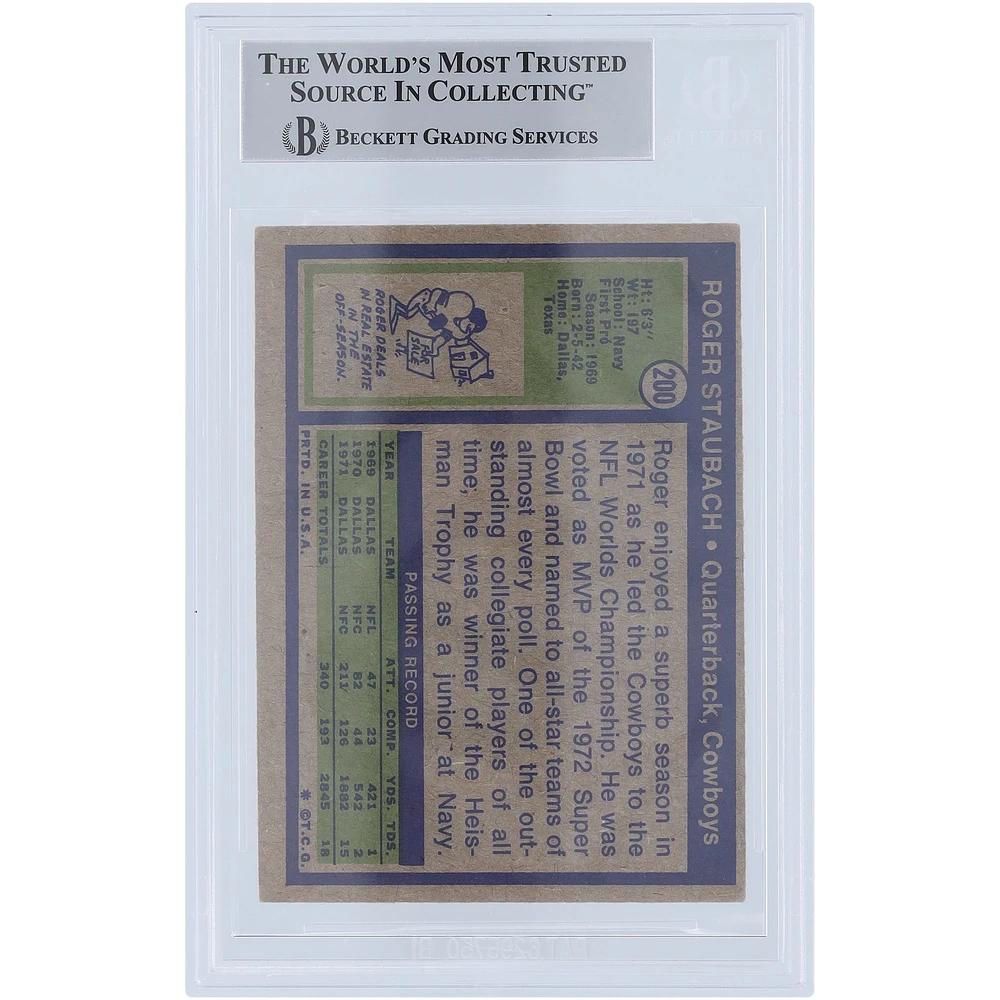 THE WORLD'S MOST TRUSTED
SOURCE IN COLLECTING™
B BECKETT GRADING SERVICES
ROGER STAUBACH • Quarterback, Cowboys
200
Ht: 6'3"
Wt: 197
School: Navy
First Pro
Season: 1969
Born: 2-5-42
Home: Dallas,
Texas
FOR
SALE
ROGER DEALS
IN REAL ESTATE
IN THE
OFF-SEASON.
Roger enjoyed a superb season in
1971 as he led the Cowboys to the
NFL Worlds Championship. He was
voted as MVP of the 1972 Super
Bowl and named to all-star teams of
almost every poll. One of the out-
standing collegiate players of all
time, he was winner of the Heis-
man Trophy as a junior at Navy.
PASSING RECORD
YEAR TEAM ATT. COMP. YDS. TDS.
1969 DALLAS NFL 47 23 421 1
1970 DALLAS NFC 82 44 542 2
1971 DALLAS NFC 211 126 1882 15
CAREER TOTALS 340 193 2845 18
PRTD. IN U.S.A. * ©T.C.G.